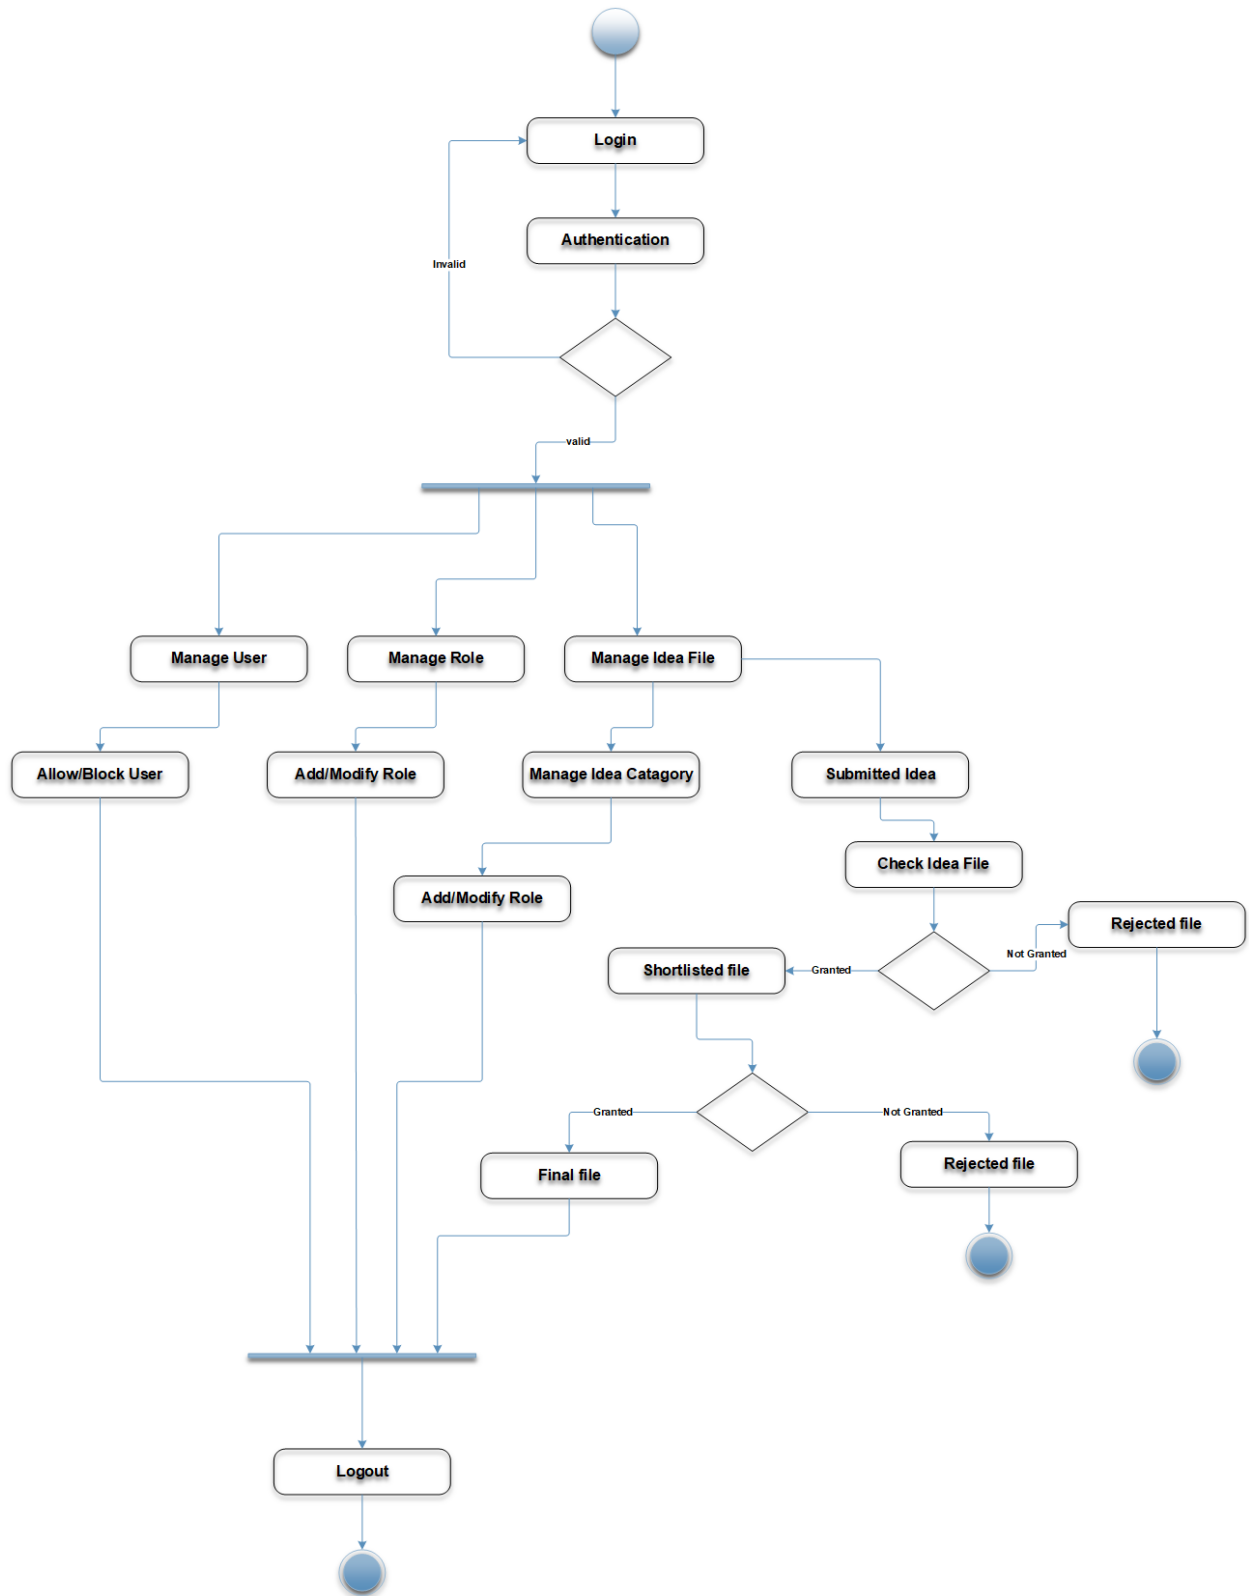 Login
Authentication
Invalid
valid
Manage User
Manage Role
Manage Idea File
Allow/Block User
Add/Modify Role
Manage Idea Catagory
Submitted Idea
Check Idea File
Add/Modify Role
Rejected file
Not Granted
Shortlisted file
Granted
Granted
Not Granted
Final file
Rejected file
Logout